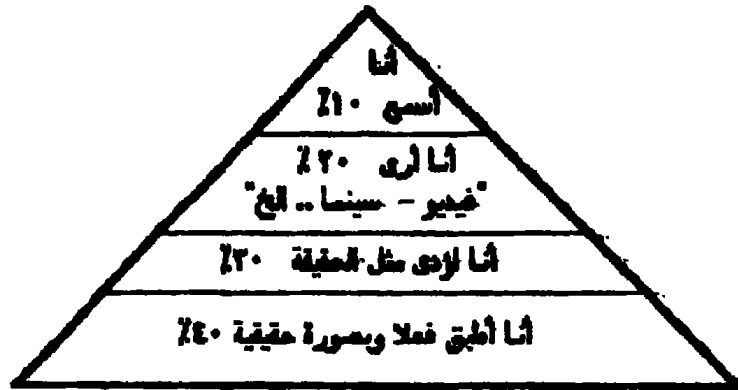 أنا
أسمع ١٠٪
أنا أرى ٢٠٪
"فيديو - سينما .. الخ"
أنا أؤدى مثل الحقيقة ٣٠٪
أنا أطبق فعلا وبصورة حقيقية ٤٠٪